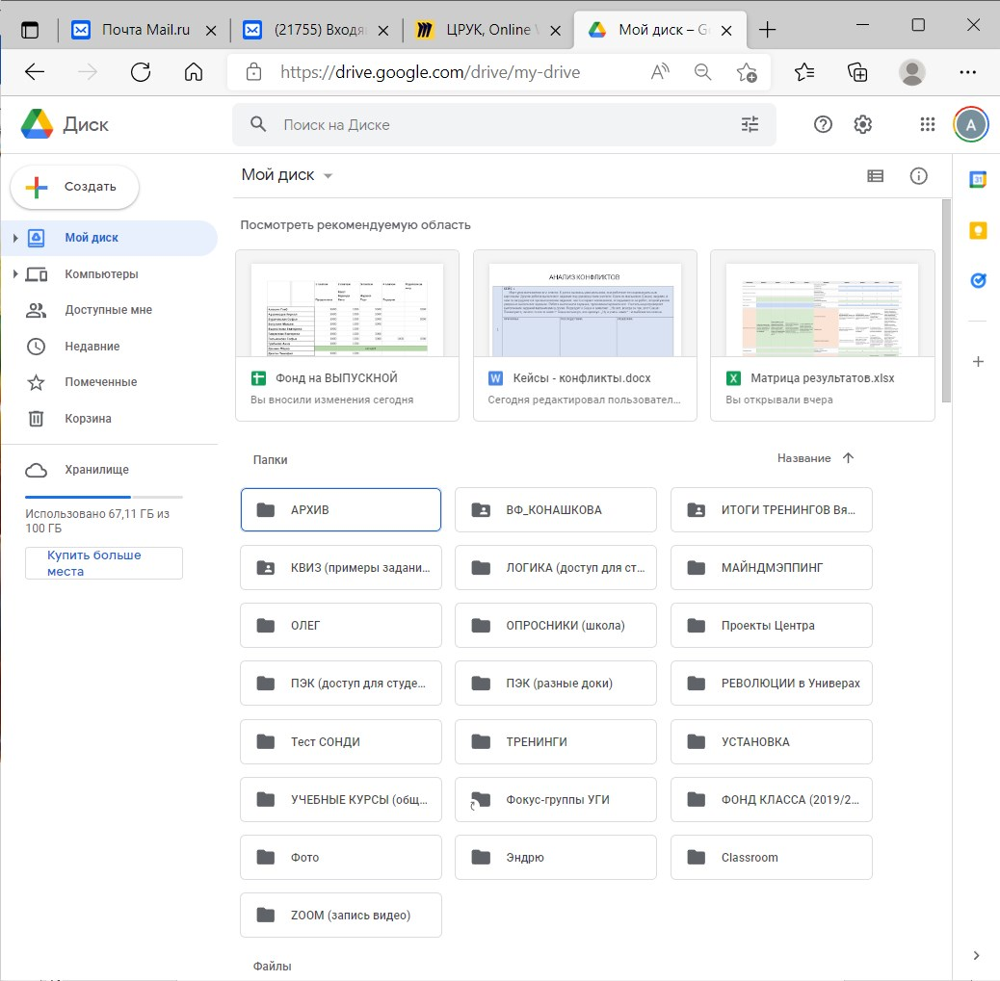 Почта Mail.ru
(21755) Входя
ЦРУК, Online
Мой диск – G
https://drive.google.com/drive/my-drive
Диск
Поиск на Диске
A
Создать
Мой диск
Посмотреть рекомендуемую область
Мой диск
Компьютеры
Доступные мне
Недавние
Помеченные
Корзина
Хранилище
Использовано 67,11 ГБ из
100 ГБ
Купить больше
места
31
АНАЛИЗ КОНФЛИКТОВ
Фонд на ВЫПУСКНОЙ
Вы вносили изменения сегодня
W Кейсы - конфликты.docx
Сегодня редактировал пользовател...
X Матрица результатов.xlsx
Вы открывали вчера
Папки
Название
АРХИВ
ВФ_КОНАШКОВА
ИТОГИ ТРЕНИНГОВ Вя...
КВИЗ (примеры задани...
ЛОГИКА (доступ для ст...
МАЙНДМЭППИНГ
ОЛЕГ
ОПРОСНИКИ (школа)
Проекты Центра
ПЭК (доступ для студе...
ПЭК (разные доки)
РЕВОЛЮЦИИ в Универах
Тест СОНДИ
ТРЕНИНГИ
УСТАНОВКА
УЧЕБНЫЕ КУРСЫ (общ...
Фокус-группы УГИ
ФОНД КЛАССА (2019/2...
Фото
Эндрю
Classroom
ZOOM (запись видео)
Файлы